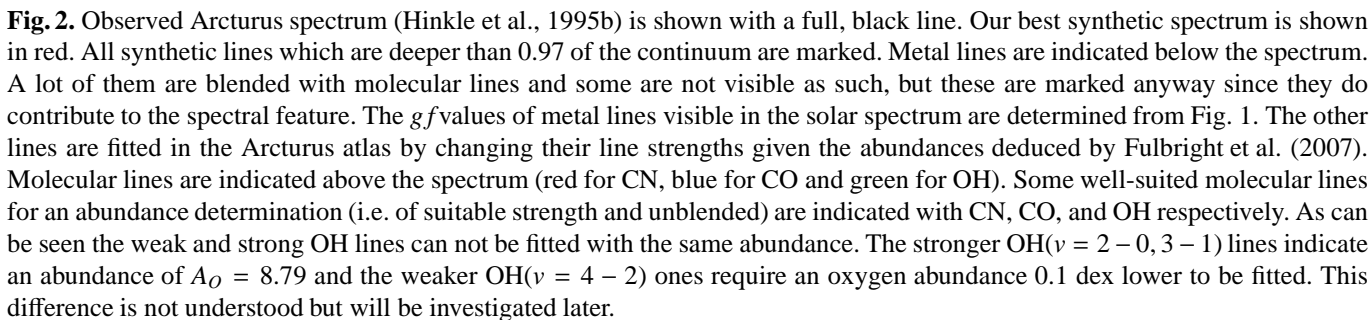 Fig. 2. Observed Arcturus spectrum (Hinkle et al., 1995b) is shown with a full, black line. Our best synthetic spectrum is shown
in red. All synthetic lines which are deeper than 0.97 of the continuum are marked. Metal lines are indicated below the spectrum.
A lot of them are blended with molecular lines and some are not visible as such, but these are marked anyway since they do
contribute to the spectral feature. The gf values of metal lines visible in the solar spectrum are determined from Fig. 1. The other
lines are fitted in the Arcturus atlas by changing their line strengths given the abundances deduced by Fulbright et al. (2007).
Molecular lines are indicated above the spectrum (red for CN, blue for CO and green for OH). Some well-suited molecular lines
for an abundance determination (i.e. of suitable strength and unblended) are indicated with CN, CO, and OH respectively. As can
be seen the weak and strong OH lines can not be fitted with the same abundance. The stronger OH(v = 2 − 0, 3 − 1) lines indicate
an abundance of A_O = 8.79 and the weaker OH(v = 4 − 2) ones require an oxygen abundance 0.1 dex lower to be fitted. This
difference is not understood but will be investigated later.